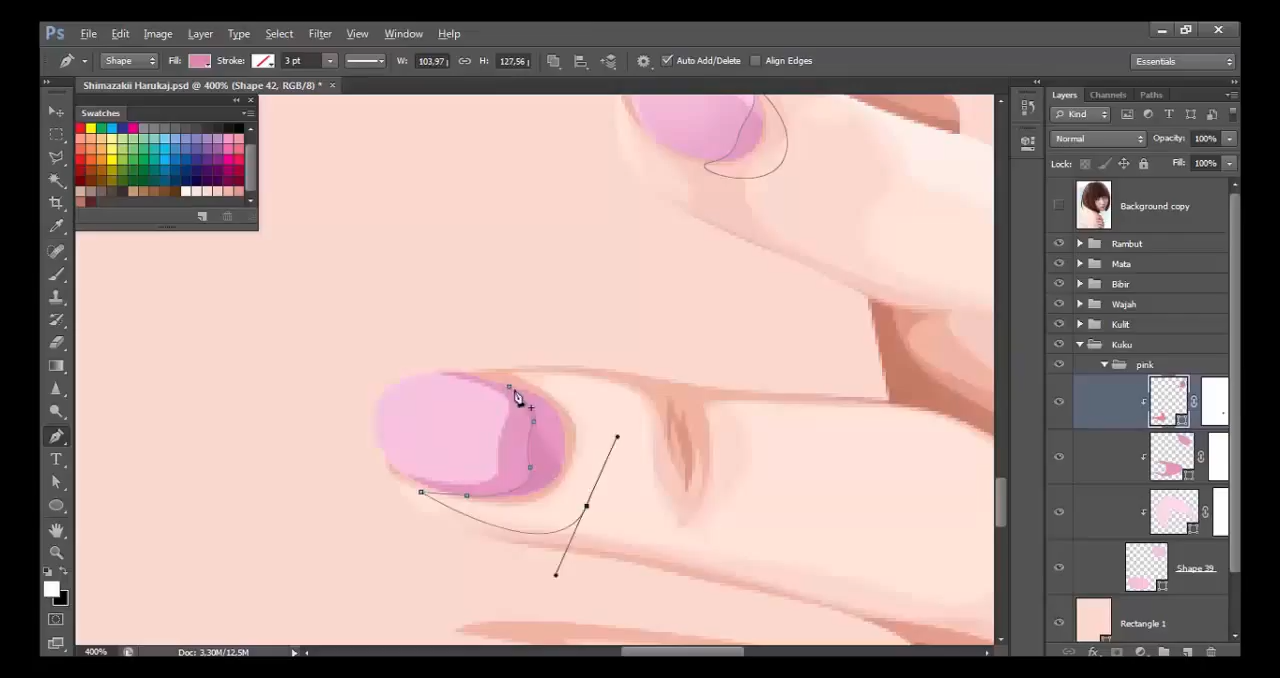 Ps File Edit Image Layer Type Select Filter View Window Help
Shape Fill: Stroke: 3 pt W: 103,97 H: 127,56 Auto Add/Delete Align Edges Essentials
Shimazakii Harukaj.psd @ 400% (Shape 42, RGB/8) * ×
Swatches
Layers Channels Paths
Kind
Normal Opacity: 100%
Lock: Fill: 100%
Background copy
Rambut
Mata
Bibir
Wajah
Kulit
Kuku
pink
Shape 39
Rectangle 1
400% Doc: 3.30M/12.5M
fx